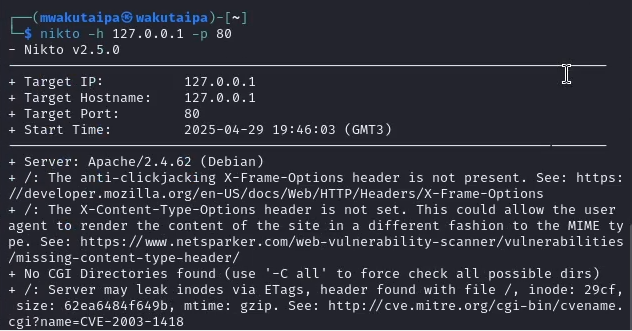 ┌──(mwakutaipa㉿wakutaipa)-[~]
└─$ nikto -h 127.0.0.1 -p 80
- Nikto v2.5.0
+ Target IP: 127.0.0.1
+ Target Hostname: 127.0.0.1
+ Target Port: 80
+ Start Time: 2025-04-29 19:46:03 (GMT3)
+ Server: Apache/2.4.62 (Debian)
+ /: The anti-clickjacking X-Frame-Options header is not present. See: https:
//developer.mozilla.org/en-US/docs/Web/HTTP/Headers/X-Frame-Options
+ /: The X-Content-Type-Options header is not set. This could allow the user
agent to render the content of the site in a different fashion to the MIME ty
pe. See: https://www.netsparker.com/web-vulnerability-scanner/vulnerabilities
/missing-content-type-header/
+ No CGI Directories found (use '-C all' to force check all possible dirs)
+ /: Server may leak inodes via ETags, header found with file /, inode: 29cf,
size: 62ea6484f649b, mtime: gzip. See: http://cve.mitre.org/cgi-bin/cvename.
cgi?name=CVE-2003-1418